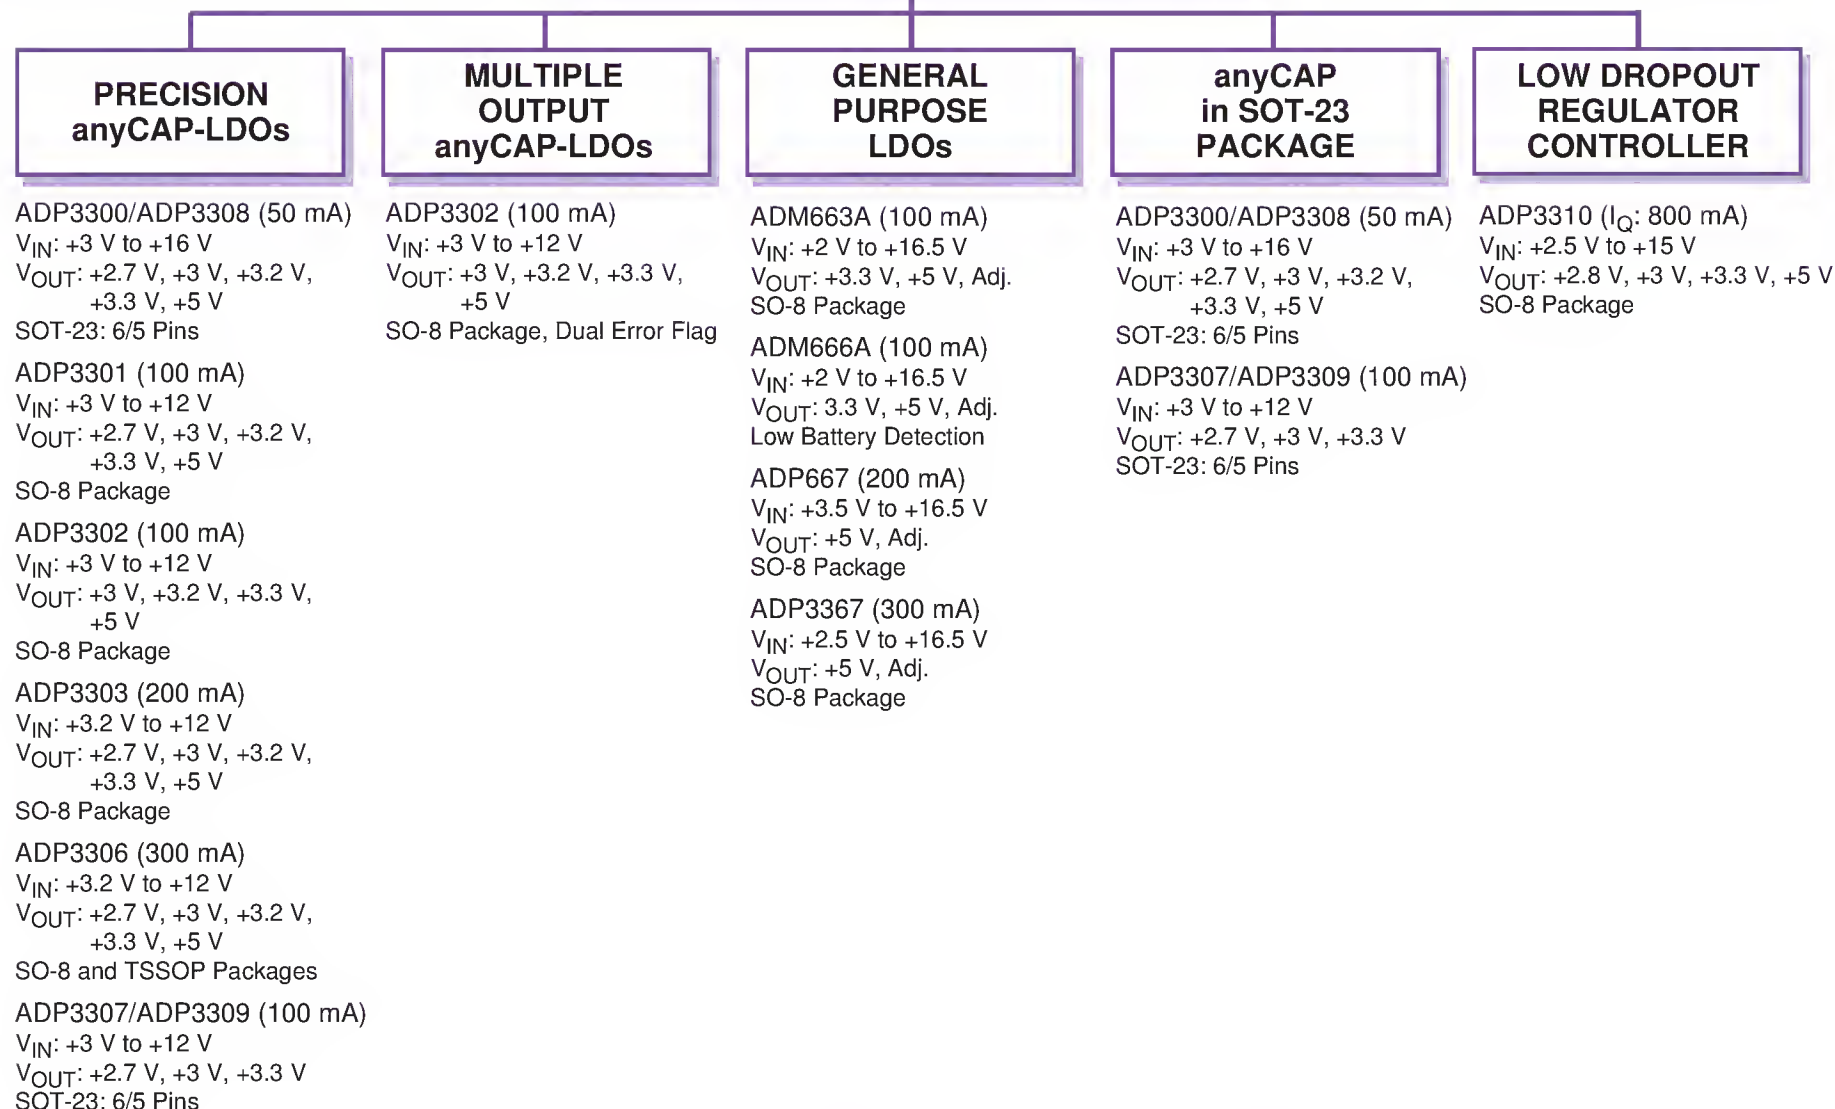 PRECISION
anyCAP-LDOs
ADP3300/ADP3308 (50 mA)
VIN: +3 V to +16 V
VOUT: +2.7 V, +3 V, +3.2 V,
+3.3 V, +5 V
SOT-23: 6/5 Pins
ADP3301 (100 mA)
VIN: +3 V to +12 V
VOUT: +2.7 V, +3 V, +3.2 V,
+3.3 V, +5 V
SO-8 Package
ADP3302 (100 mA)
VIN: +3 V to +12 V
VOUT: +3 V, +3.2 V, +3.3 V,
+5 V
SO-8 Package
ADP3303 (200 mA)
VIN: +3.2 V to +12 V
VOUT: +2.7 V, +3 V, +3.2 V,
+3.3 V, +5 V
SO-8 Package
ADP3306 (300 mA)
VIN: +3.2 V to +12 V
VOUT: +2.7 V, +3 V, +3.2 V,
+3.3 V, +5 V
SO-8 and TSSOP Packages
ADP3307/ADP3309 (100 mA)
VIN: +3 V to +12 V
VOUT: +2.7 V, +3 V, +3.3 V
SOT-23: 6/5 Pins
MULTIPLE
OUTPUT
anyCAP-LDOs
ADP3302 (100 mA)
VIN: +3 V to +12 V
VOUT: +3 V, +3.2 V, +3.3 V,
+5 V
SO-8 Package, Dual Error Flag
GENERAL
PURPOSE
LDOs
ADM663A (100 mA)
VIN: +2 V to +16.5 V
VOUT: +3.3 V, +5 V, Adj.
SO-8 Package
ADM666A (100 mA)
VIN: +2 V to +16.5 V
VOUT: 3.3 V, +5 V, Adj.
Low Battery Detection
ADP667 (200 mA)
VIN: +3.5 V to +16.5 V
VOUT: +5 V, Adj.
SO-8 Package
ADP3367 (300 mA)
VIN: +2.5 V to +16.5 V
VOUT: +5 V, Adj.
SO-8 Package
anyCAP
in SOT-23
PACKAGE
ADP3300/ADP3308 (50 mA)
VIN: +3 V to +16 V
VOUT: +2.7 V, +3 V, +3.2 V,
+3.3 V, +5 V
SOT-23: 6/5 Pins
ADP3307/ADP3309 (100 mA)
VIN: +3 V to +12 V
VOUT: +2.7 V, +3 V, +3.3 V
SOT-23: 6/5 Pins
LOW DROPOUT
REGULATOR
CONTROLLER
ADP3310 (IQ: 800 mA)
VIN: +2.5 V to +15 V
VOUT: +2.8 V, +3 V, +3.3 V, +5 V
SO-8 Package